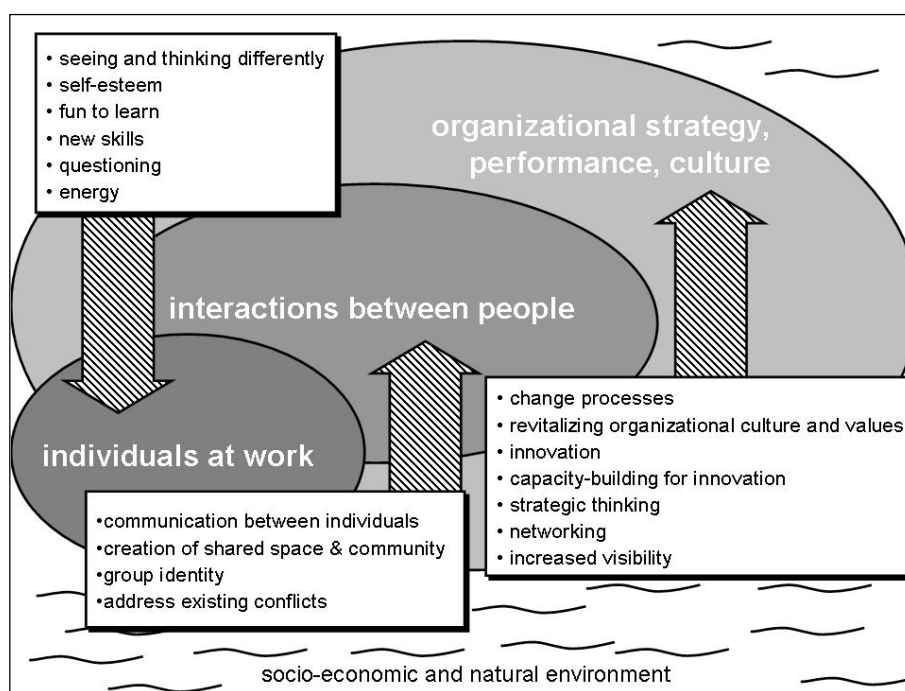 • seeing and thinking differently
• self-esteem
• fun to learn
• new skills
• questioning
• energy
organizational strategy,
performance, culture
interactions between people
individuals at work
• change processes
• revitalizing organizational culture and values
• innovation
• capacity-building for innovation
• strategic thinking
• networking
• increased visibility
•communication between individuals
•creation of shared space & community
•group identity
•address existing conflicts
socio-economic and natural environment